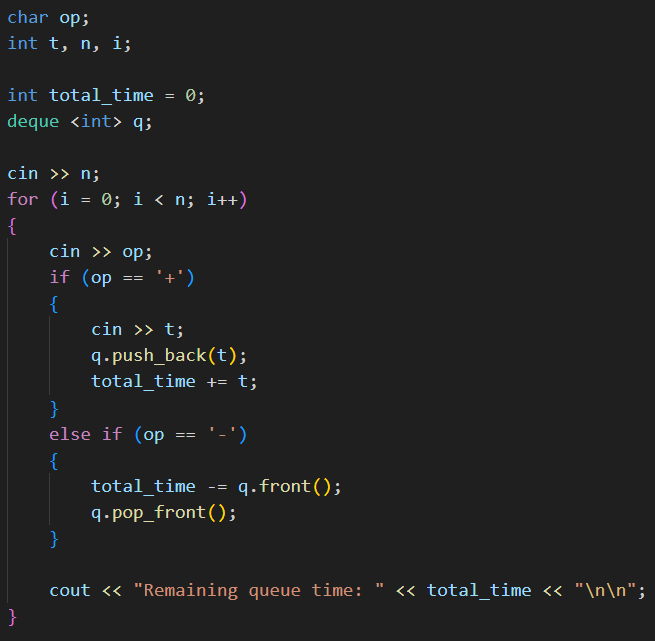 char op;
int t, n, i;
int total_time = 0;
deque <int> q;
cin >> n;
for (i = 0; i < n; i++)
{
    cin >> op;
    if (op == '+')
    {
        cin >> t;
        q.push_back(t);
        total_time += t;
    }
    else if (op == '-')
    {
        total_time -= q.front();
        q.pop_front();
    }
    cout << "Remaining queue time: " << total_time << "\n\n";
}